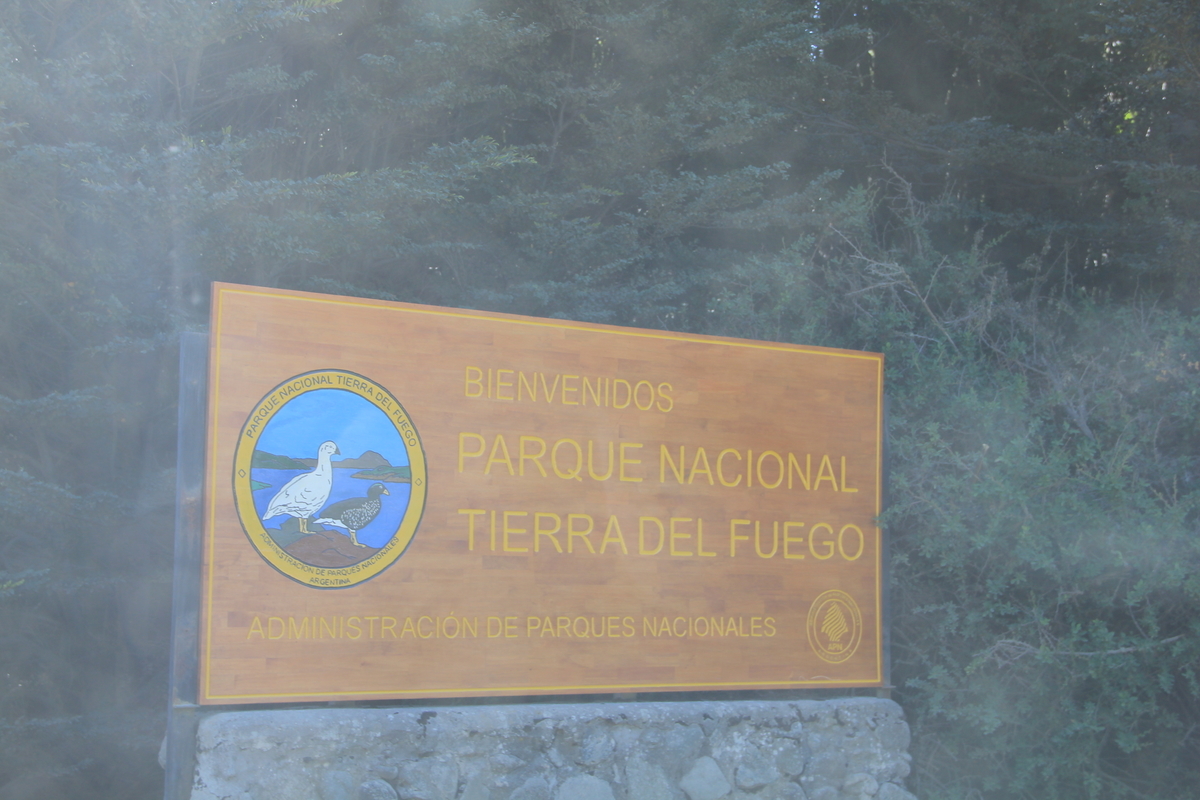 BIENVENIDOS
PARQUE NACIONAL
TIERRA DEL FUEGO
PARQUE NACIONAL TIERRA DEL FUEGO
ADMINISTRACIÓN DE PARQUES NACIONALES
ARGENTINA
ADMINISTRACIÓN DE PARQUES NACIONALES
APN